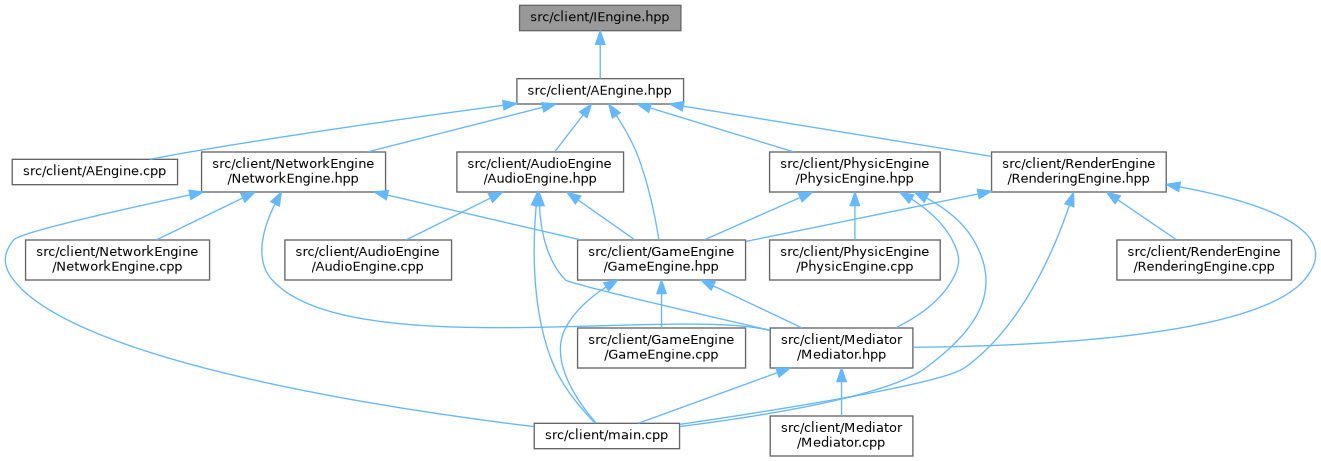 src/client/IEngine.hpp
src/client/AEngine.hpp
src/client/AEngine.cpp
src/client/NetworkEngine
/NetworkEngine.hpp
src/client/AudioEngine
/AudioEngine.hpp
src/client/PhysicEngine
/PhysicEngine.hpp
src/client/RenderEngine
/RenderingEngine.hpp
src/client/NetworkEngine
/NetworkEngine.cpp
src/client/AudioEngine
/AudioEngine.cpp
src/client/GameEngine
/GameEngine.hpp
src/client/PhysicEngine
/PhysicEngine.cpp
src/client/RenderEngine
/RenderingEngine.cpp
src/client/GameEngine
/GameEngine.cpp
src/client/Mediator
/Mediator.hpp
src/client/main.cpp
src/client/Mediator
/Mediator.cpp